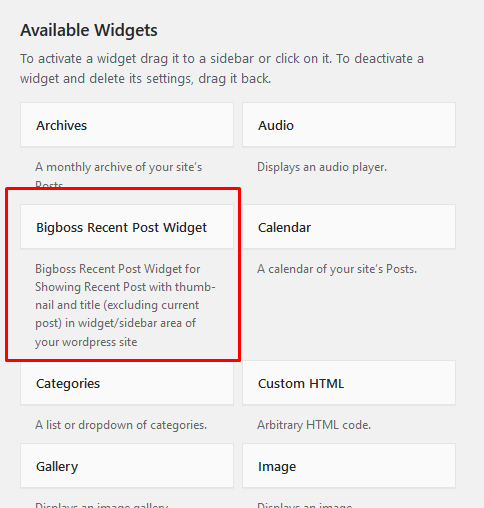 Available Widgets
To activate a widget drag it to a sidebar or click on it. To deactivate a
widget and delete its settings, drag it back.
Archives
A monthly archive of your site's
Posts.
Audio
Displays an audio player.
Bigboss Recent Post Widget
Bigboss Recent Post Widget for
Showing Recent Post with thumb-
nail and title (excluding current
post) in widget/sidebar area of
your wordpress site
Calendar
A calendar of your site's Posts.
Categories
A list or dropdown of categories.
Custom HTML
Arbitrary HTML code.
Gallery
Displays an image gallery.
Image
Displays an image.